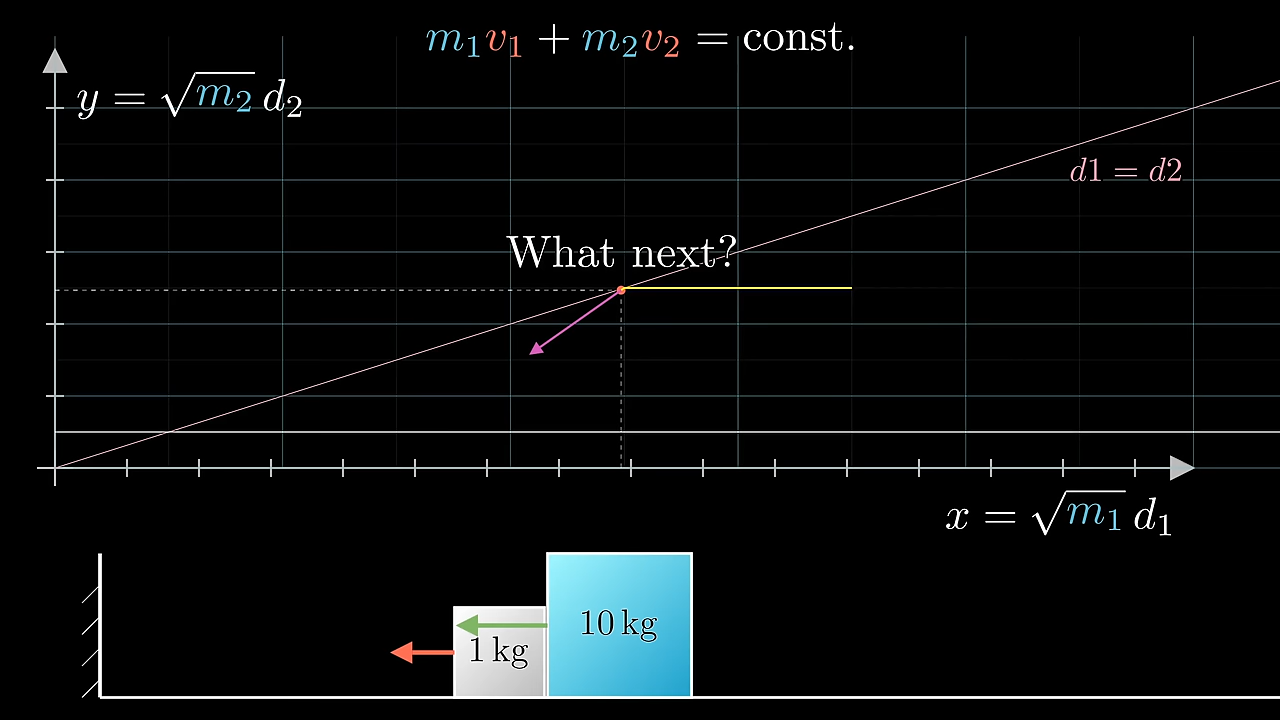 m₁v₁ + m₂v₂ = const.
y = √m₂ d₂
d1 = d2
What next?
x = √m₁ d₁
10 kg
1 kg